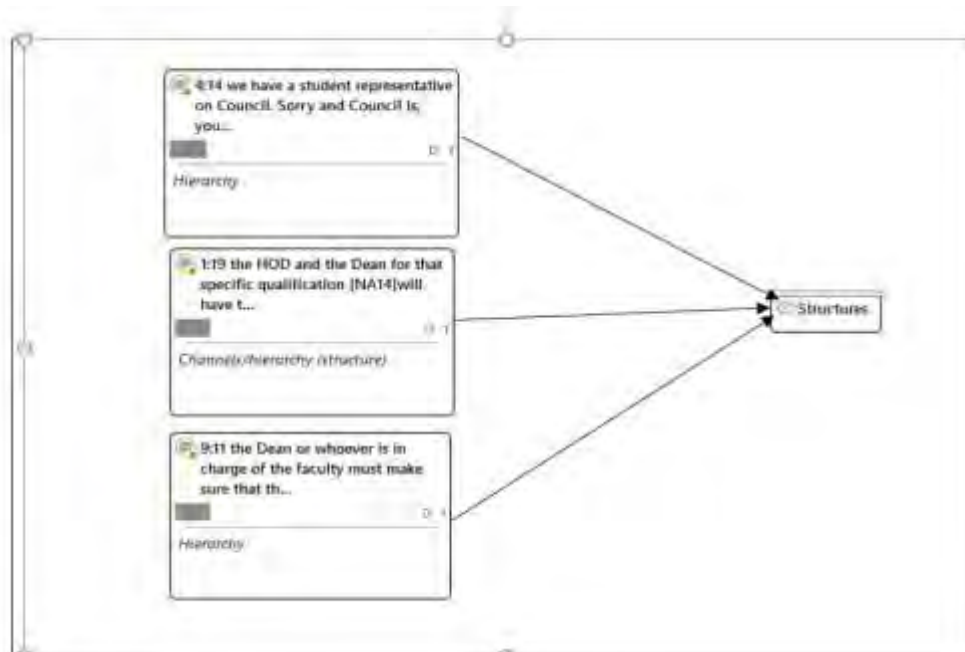 4:14 we have a student representative
on Council. Sorry and Council is,
you...
Hierarchy
1:19 the HOD and the Dean for that
specific qualification [NA14]will
have t...
Channels/hierarchy (structure)
9:11 the Dean or whoever is in
charge of the faculty must make
sure that th...
Hierarchy
Structures